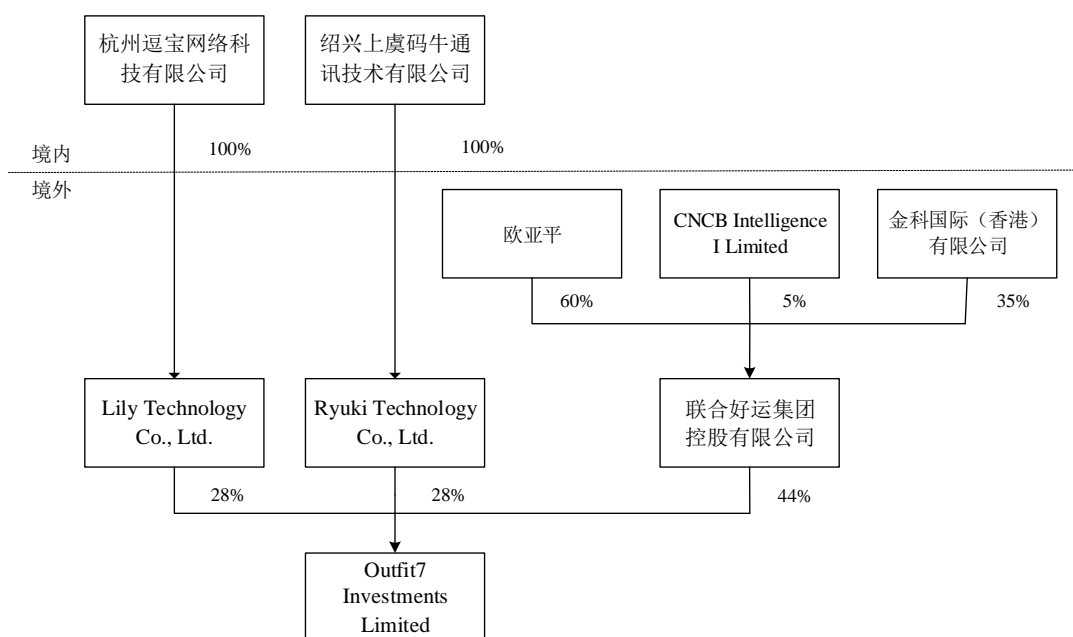 杭州逗宝网络科
技有限公司
绍兴上虞码牛通
讯技术有限公司
100%
100%
境内
境外
欧亚平
CNCB Intelligence
I Limited
金科国际（香港）
有限公司
60%
5%
35%
Lily Technology
Co., Ltd.
Ryuki Technology
Co., Ltd.
联合好运集团
控股有限公司
28%
28%
44%
Outfit7
Investments
Limited